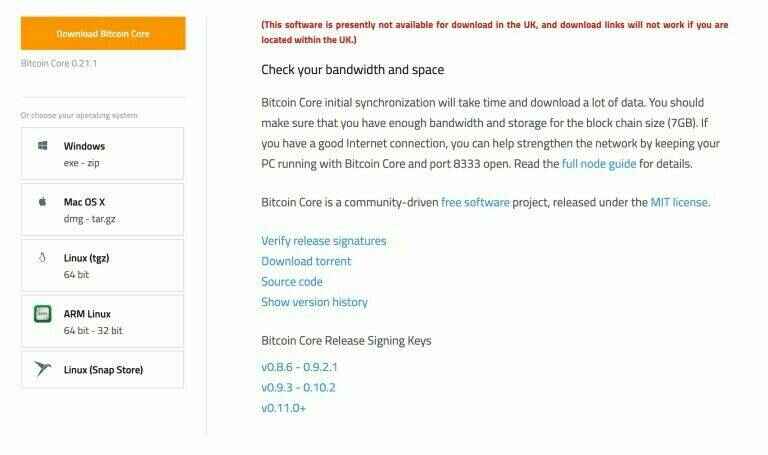 Download Bitcoin Core
Bitcoin Core 0.21.1
Or choose your operating system
Windows
exe - zip
Mac OS X
dmg - tar.gz
Linux (tgz)
64 bit
ARM Linux
64 bit - 32 bit
Linux (Snap Store)
(This software is presently not available for download in the UK, and download links will not work if you are
located within the UK.)
Check your bandwidth and space
Bitcoin Core initial synchronization will take time and download a lot of data. You should
make sure that you have enough bandwidth and storage for the block chain size (7GB). If
you have a good Internet connection, you can help strengthen the network by keeping your
PC running with Bitcoin Core and port 8333 open. Read the full node guide for details.
Bitcoin Core is a community-driven free software project, released under the MIT license.
Verify release signatures
Download torrent
Source code
Show version history
Bitcoin Core Release Signing Keys
v0.8.6 - 0.9.2.1
v0.9.3 - 0.10.2
v0.11.0+